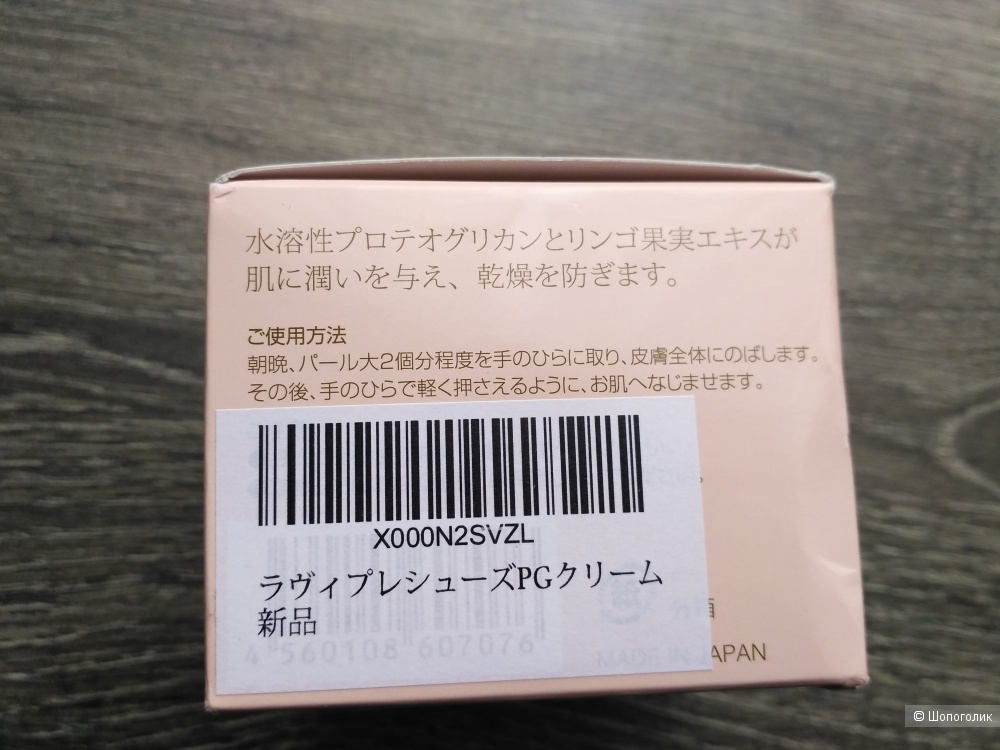 水溶性プロテオグリカンとリンゴ果実エキスが
肌に潤いを与え、乾燥を防ぎます。
ご使用方法
朝晩、パール大2個分程度を手のひらに取り、皮膚全体にのばします。
その後、手のひらで軽く押さえるように、お肌へなじませます。
X000N2SVZL
ラヴィプレシューズPGクリーム
新品
4 560108 607076
MADE IN JAPAN
© Шопоголик